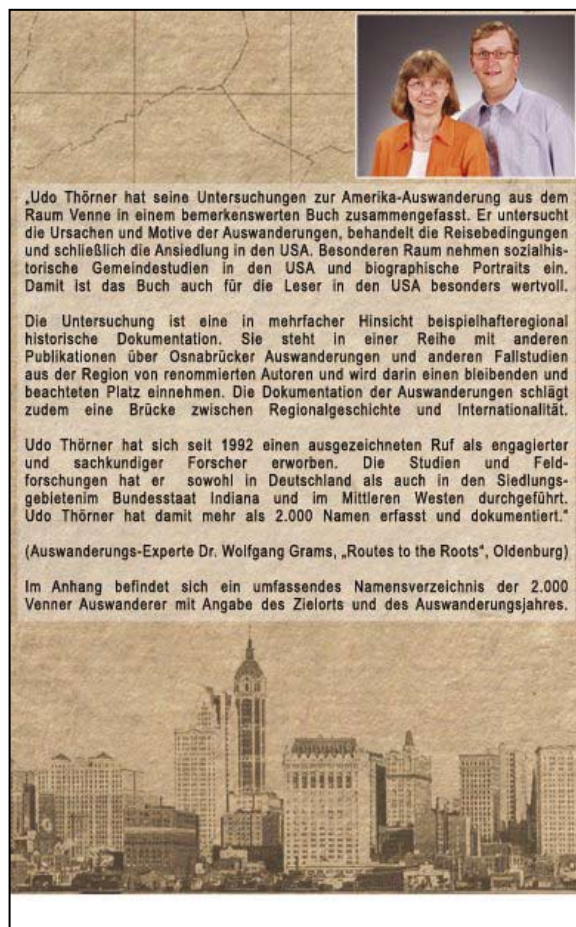 „Udo Thörner hat seine Untersuchungen zur Amerika-Auswanderung aus dem
Raum Venne in einem bemerkenswerten Buch zusammengefasst. Er untersucht
die Ursachen und Motive der Auswanderungen, behandelt die Reisebedingungen
und schließlich die Ansiedlung in den USA. Besonderen Raum nehmen sozialhis-
torische Gemeindestudien in den USA und biographische Portraits ein.
Damit ist das Buch auch für die Leser in den USA besonders wertvoll.
Die Untersuchung ist eine in mehrfacher Hinsicht beispielhafteregional
historische Dokumentation. Sie steht in einer Reihe mit anderen
Publikationen über Osnabrücker Auswanderungen und anderen Fallstudien
aus der Region von renommierten Autoren und wird darin einen bleibenden und
beachteten Platz einnehmen. Die Dokumentation der Auswanderungen schlägt
zudem eine Brücke zwischen Regionalgeschichte und Internationalität.
Udo Thörner hat sich seit 1992 einen ausgezeichneten Ruf als engagierter
und sachkundiger Forscher erworben. Die Studien und Feld-
forschungen hat er sowohl in Deutschland als auch in den Siedlungs-
gebietenim Bundesstaat Indiana und im Mittleren Westen durchgeführt.
Udo Thörner hat damit mehr als 2.000 Namen erfasst und dokumentiert.“
(Auswanderungs-Experte Dr. Wolfgang Grams, „Routes to the Roots“, Oldenburg)
Im Anhang befindet sich ein umfassendes Namensverzeichnis der 2.000
Venner Auswanderer mit Angabe des Zielorts und des Auswanderungsjahres.